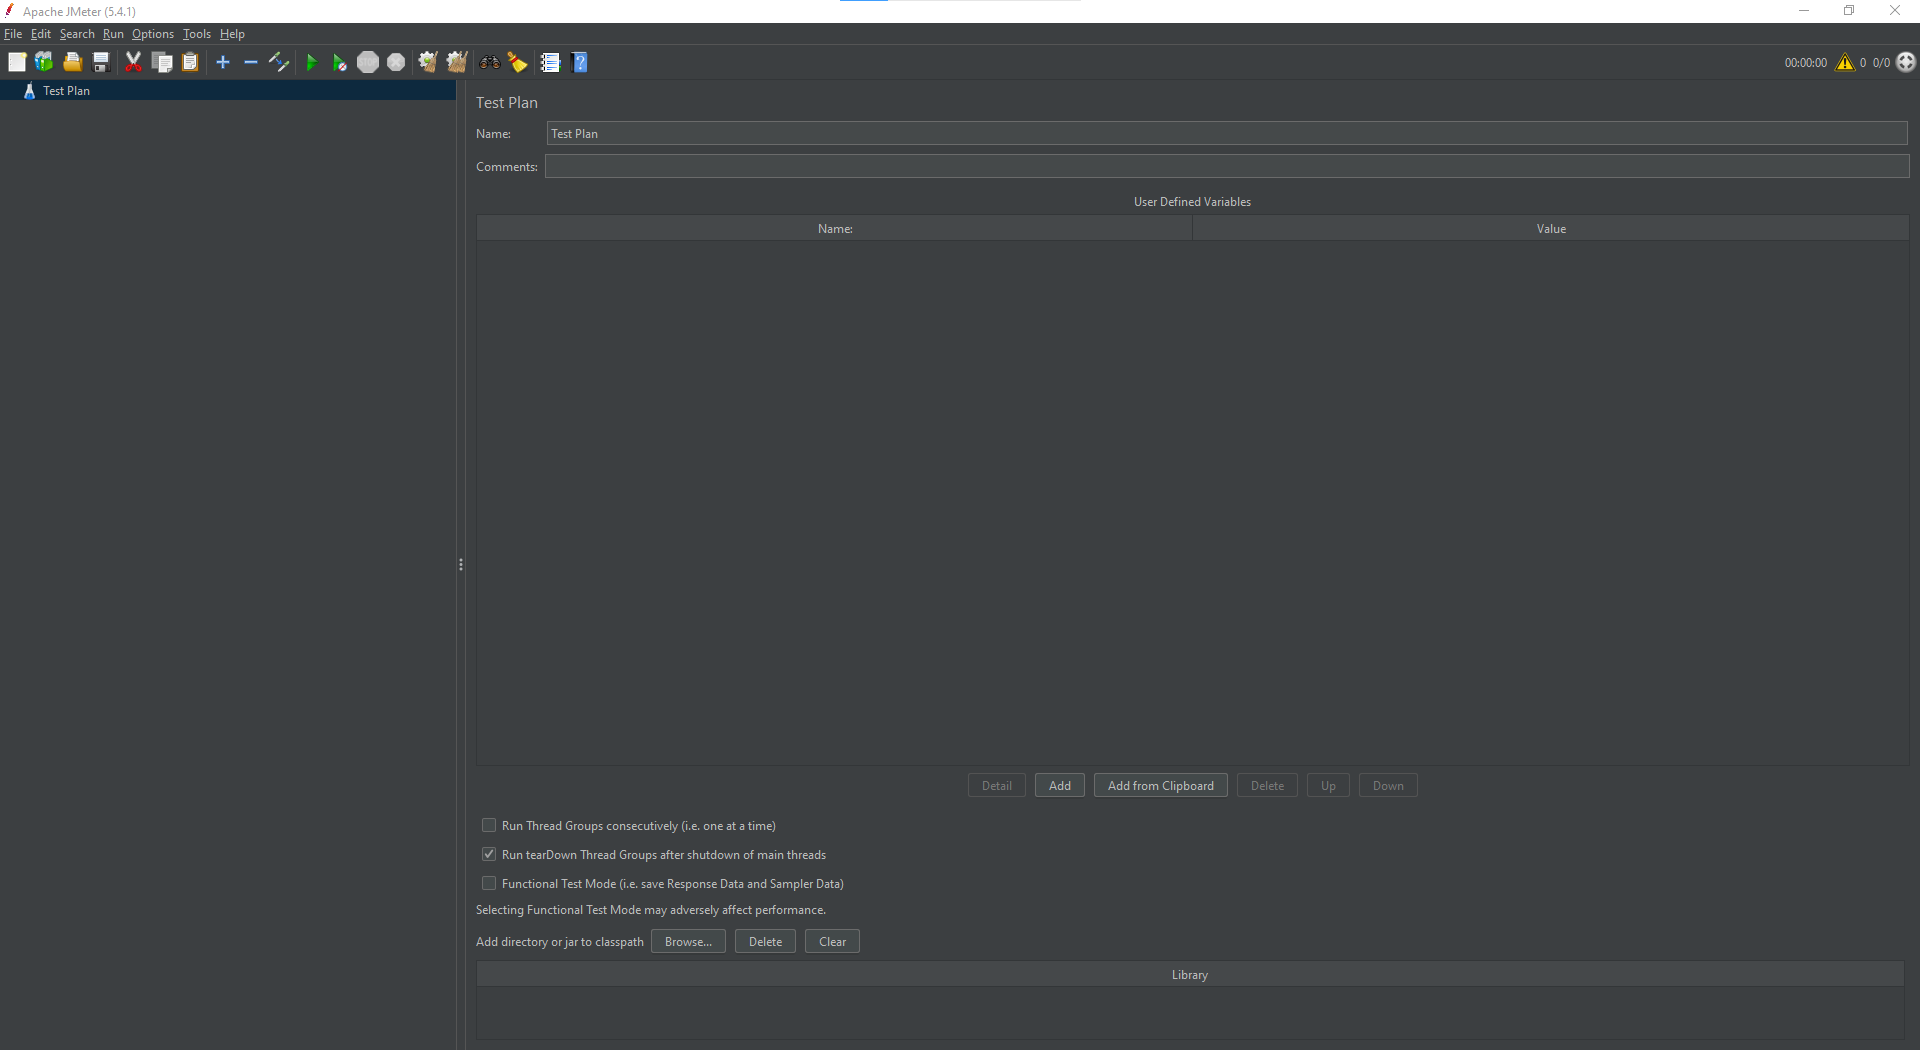 Apache JMeter (5.4.1)
File Edit Search Run Options Tools Help
00:00:00 0 0/0
Test Plan
Test Plan
Name: Test Plan
Comments:
User Defined Variables
Name: Value
Detail Add Add from Clipboard Delete Up Down
Run Thread Groups consecutively (i.e. one at a time)
Run tearDown Thread Groups after shutdown of main threads
Functional Test Mode (i.e. save Response Data and Sampler Data)
Selecting Functional Test Mode may adversely affect performance.
Add directory or jar to classpath Browse... Delete Clear
Library